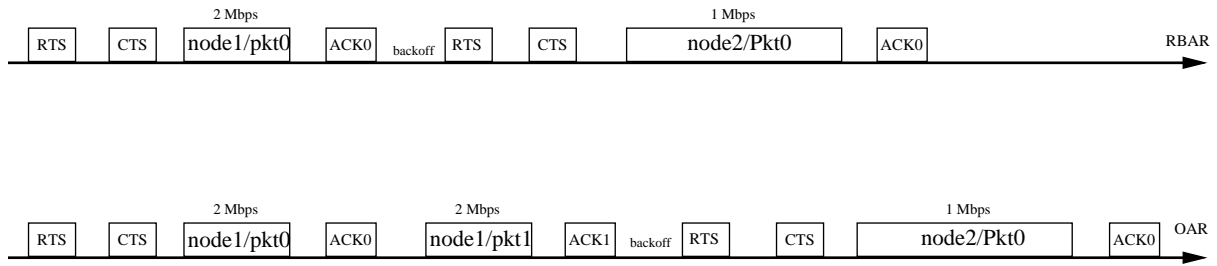 2 Mbps 1 Mbps
RTS CTS node1/pkt0 ACK0 backoff RTS CTS node2/Pkt0 ACK0 RBAR
2 Mbps 2 Mbps 1 Mbps
RTS CTS node1/pkt0 ACK0 node1/pkt1 ACK1 backoff RTS CTS node2/Pkt0 ACK0 OAR